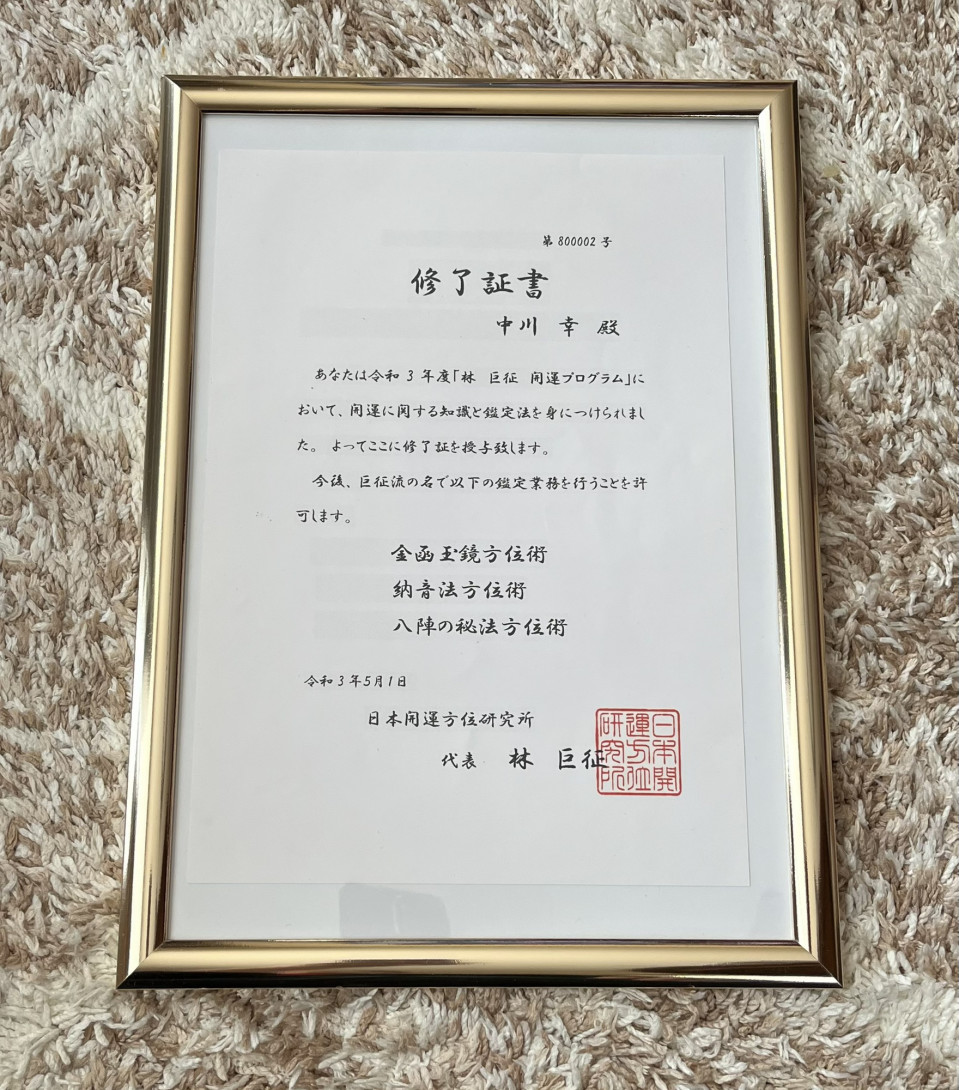 第800002号
修了証書
中川 幸 殿
あなたは令和3年度「林 巨征 開運プログラム」に
おいて、開運に関する知識と鑑定法を身につけられまし
た。よってここに修了証を授与致します。
今後、巨征流の名で以下の鑑定業務を行うことを許
可します。
金函玉鏡方位術
納音法方位術
八陣の秘法方位術
令和3年5月1日
日本開運方位研究所
代表 林 巨征
日本開
運方位
研究所